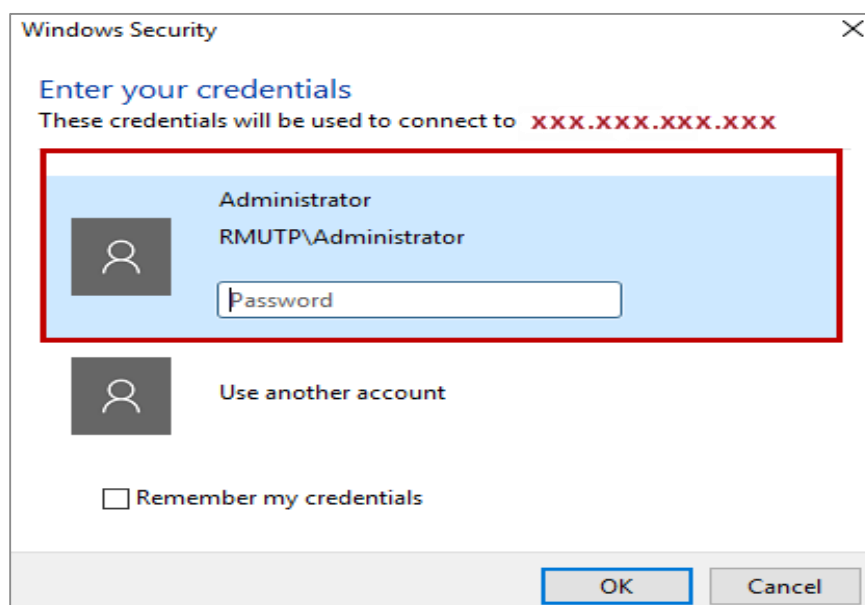 Windows Security
Enter your credentials
These credentials will be used to connect to xxx.xxx.xxx.xxx
Administrator
RMUTP\Administrator
Password
Use another account
Remember my credentials
OK Cancel